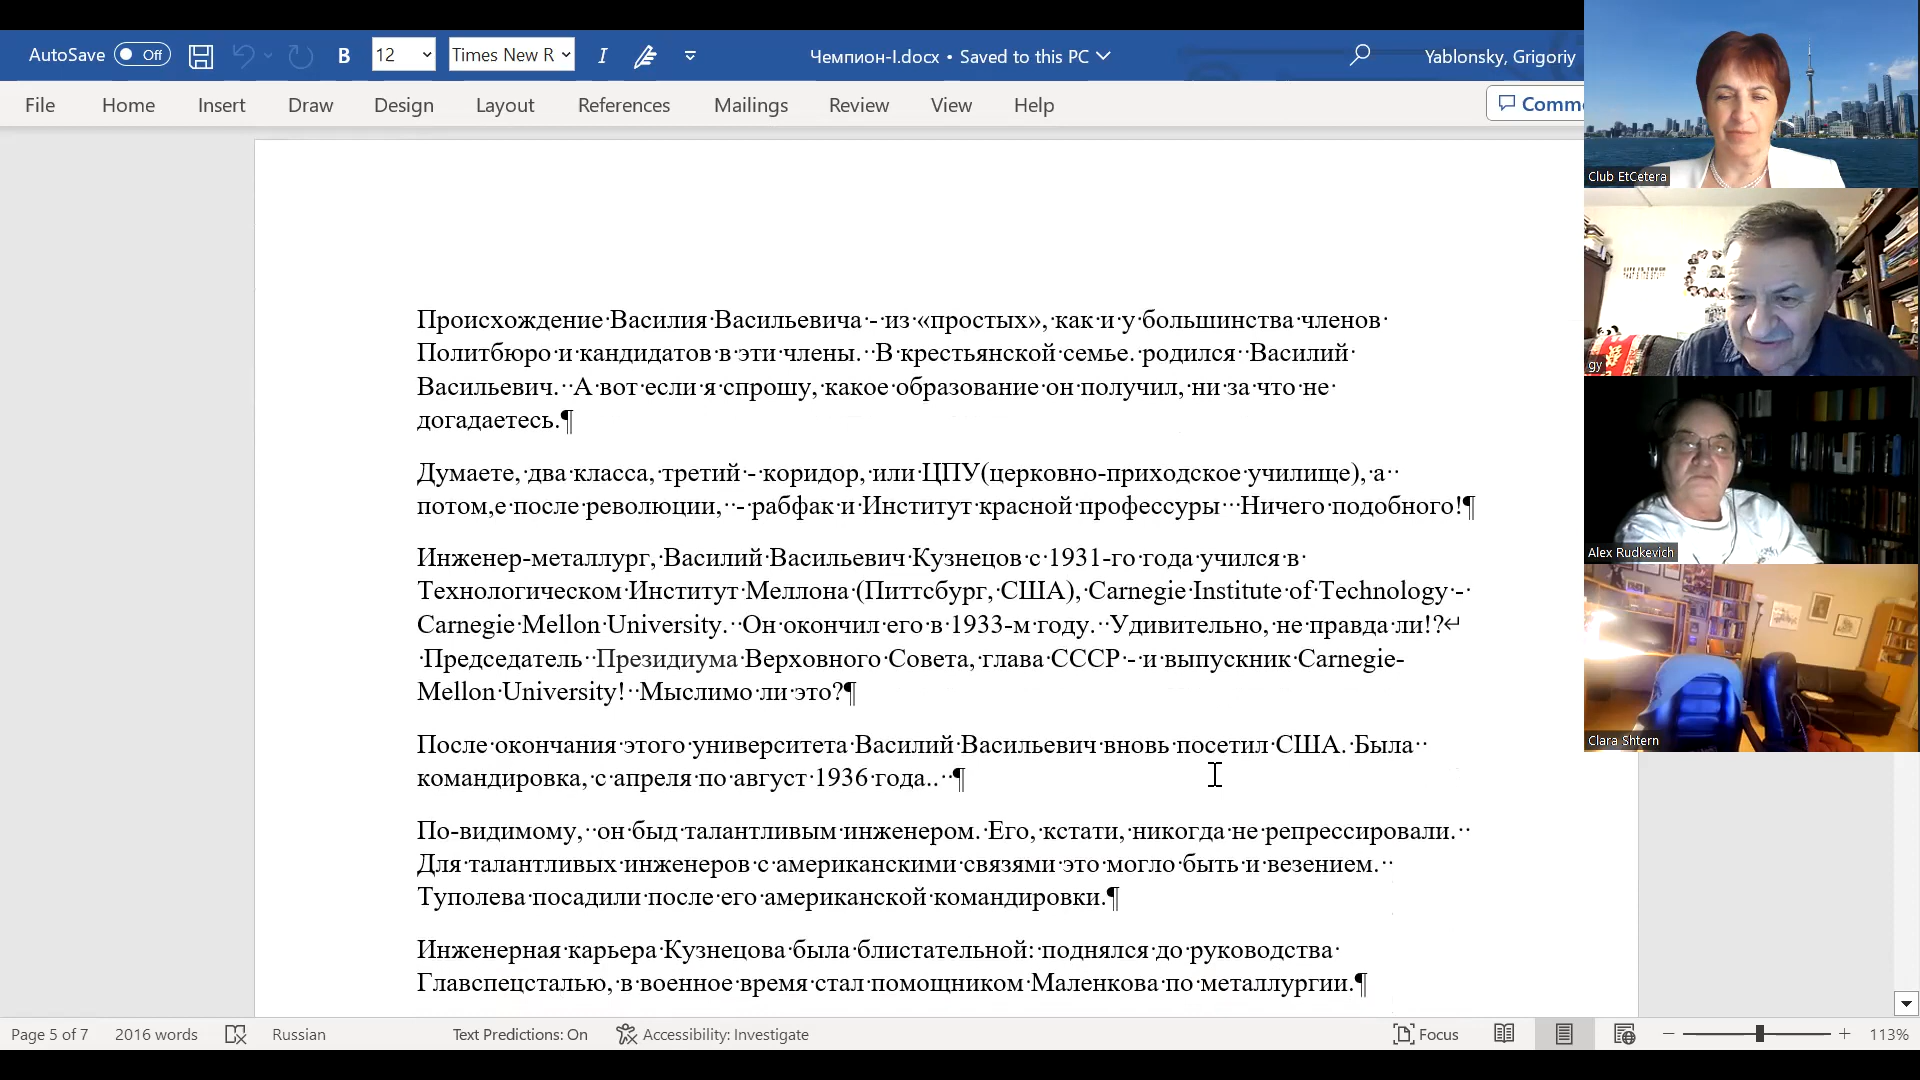 AutoSave Off B 12 Times New R I Чемпион-I.docx • Saved to this PC Yablonsky, Grigoriy
File Home Insert Draw Design Layout References Mailings Review View Help Comme
Происхождение Василия Васильевича - из «простых», как и у большинства членов
Политбюро и кандидатов в эти члены. В крестьянской семье. родился Василий
Васильевич. А вот если я спрошу, какое образование он получил, ни за что не
догадаетесь.¶
Думаете, два класса, третий - коридор, или ЦПУ(церковно-приходское училище), а
потом,е после революции, - рабфак и Институт красной профессуры Ничего подобного!¶
Инженер-металлург, Василий Васильевич Кузнецов с 1931-го года учился в
Технологическом Институт Меллона (Питтсбург, США), Carnegie Institute of Technology -
Carnegie Mellon University. Он окончил его в 1933-м году. Удивительно, не правда ли!?↵
Председатель Президиума Верховного Совета, глава СССР - и выпускник Carnegie-
Mellon University! Мыслимо ли это?¶
После окончания этого университета Василий Васильевич вновь посетил США. Была
командировка, с апреля по август 1936 года.. ¶
По-видимому, он быд талантливым инженером. Его, кстати, никогда не репрессировали.
Для талантливых инженеров с американскими связями это могло быть и везением.
Туполева посадили после его американской командировки.¶
Инженерная карьера Кузнецова была блистательной: поднялся до руководства
Главспецсталью, в военное время стал помощником Маленкова по металлургии.¶
Page 5 of 7 2016 words Russian Text Predictions: On Accessibility: Investigate Focus 113%
Club EtCetera
gy
Alex Rudkevich
Clara Shtern